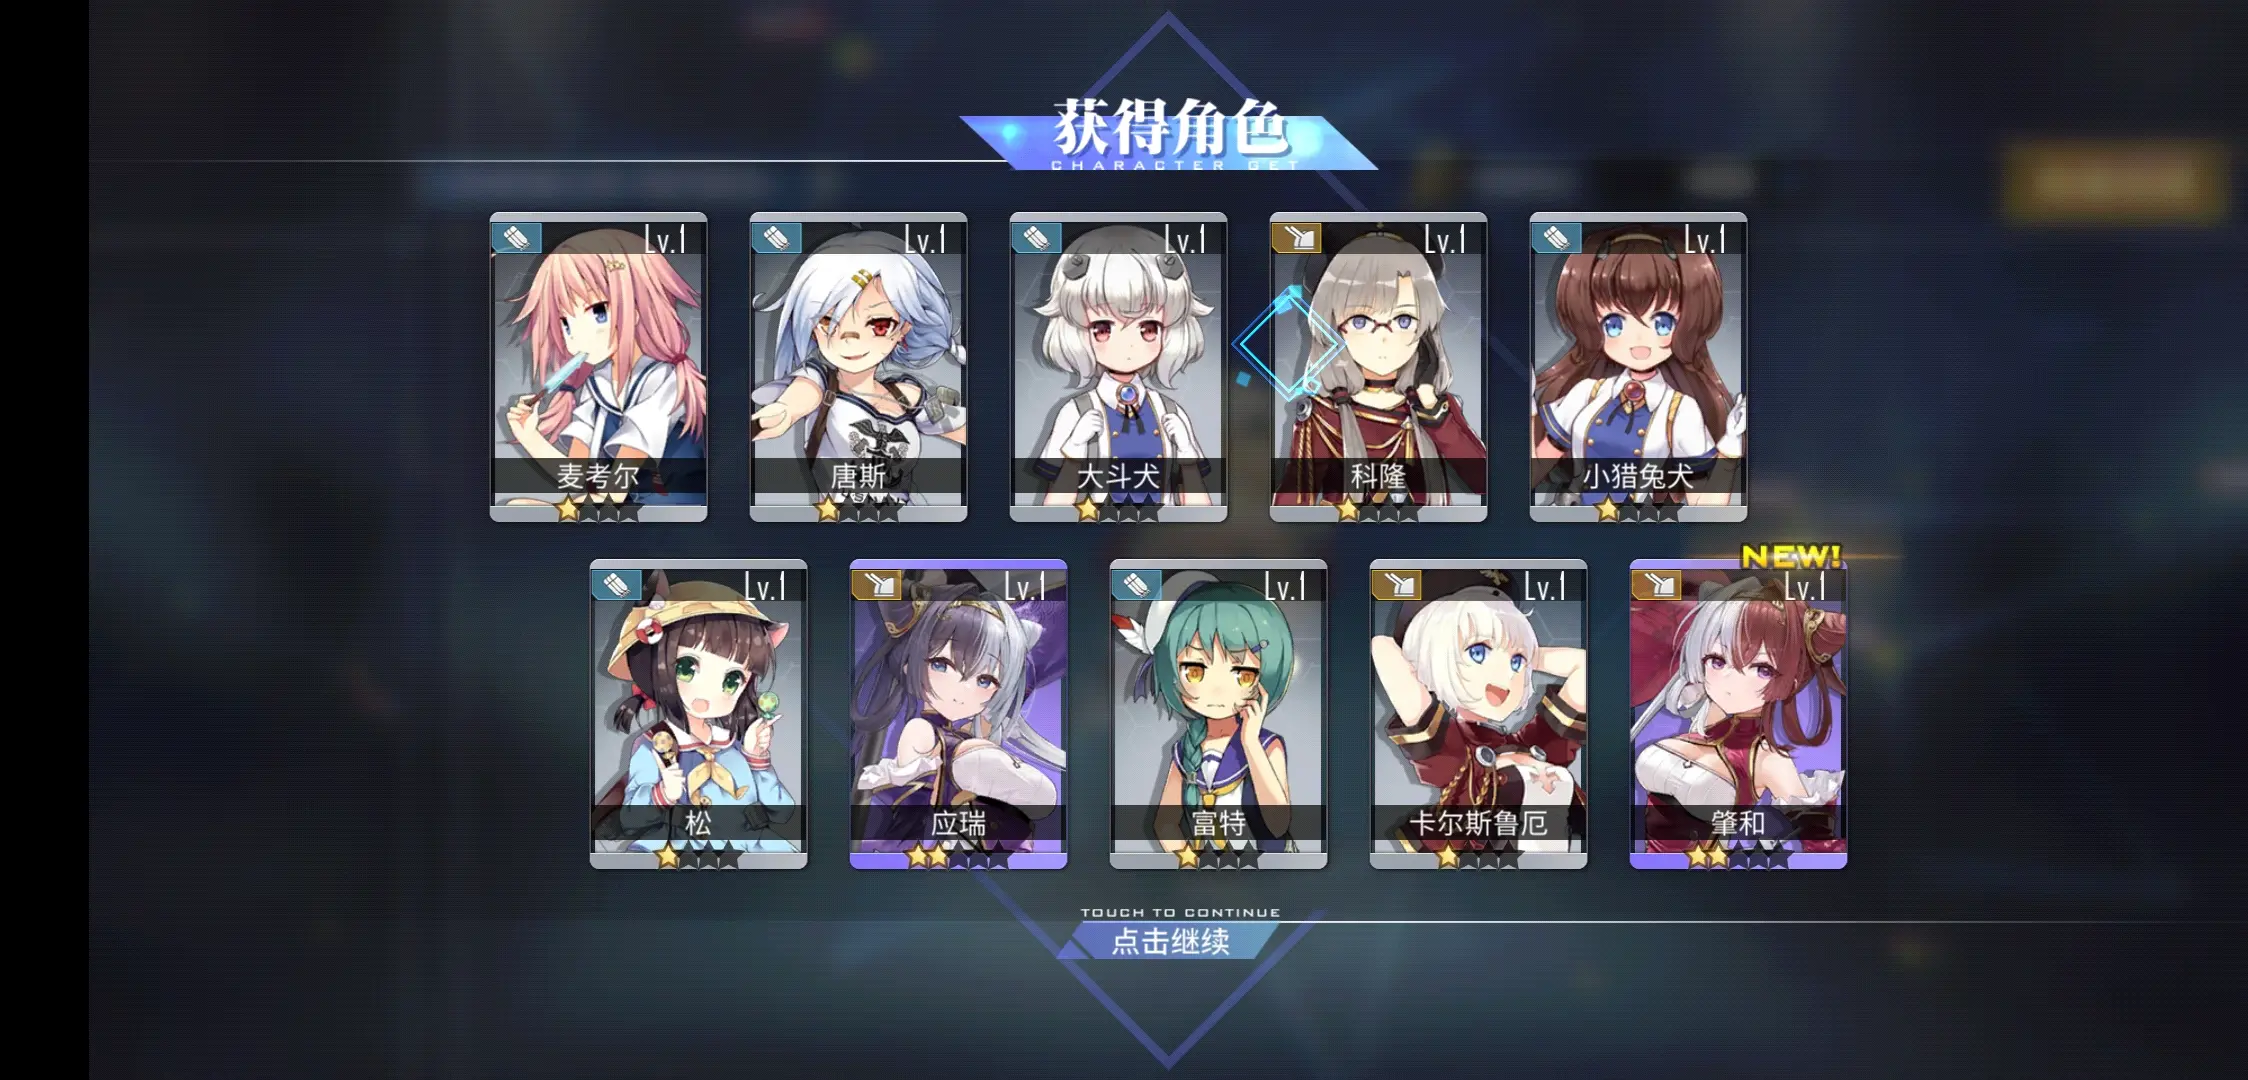 获得角色
CHARACTER GET
Lv.1
Lv.1
Lv.1
Lv.1
Lv.1
麦考尔
唐斯
大斗犬
科隆
小猎兔犬
NEW!
Lv.1
Lv.1
Lv.1
Lv.1
Lv.1
松
应瑞
富特
卡尔斯鲁厄
肇和
TOUCH TO CONTINUE
点击继续